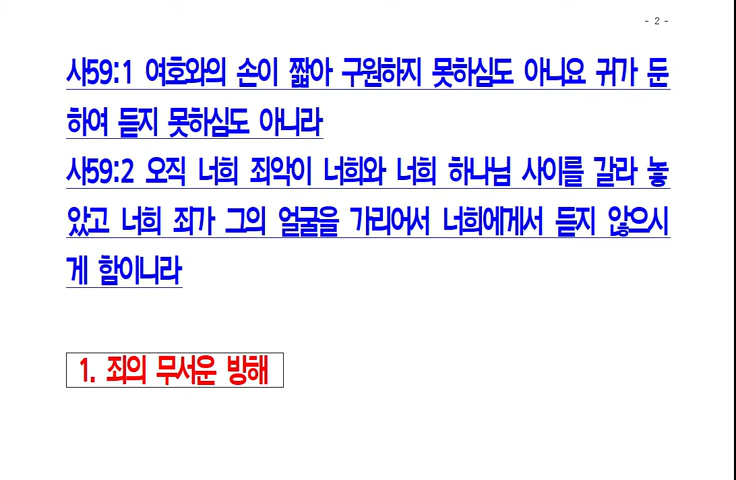 - 2 -
사59:1 여호와의 손이 짧아 구원하지 못하심도 아니요 귀가 둔
하여 듣지 못하심도 아니라
사59:2 오직 너희 죄악이 너희와 너희 하나님 사이를 갈라 놓
았고 너희 죄가 그의 얼굴을 가리어서 너희에게서 듣지 않으시
게 함이니라
1. 죄의 무서운 방해